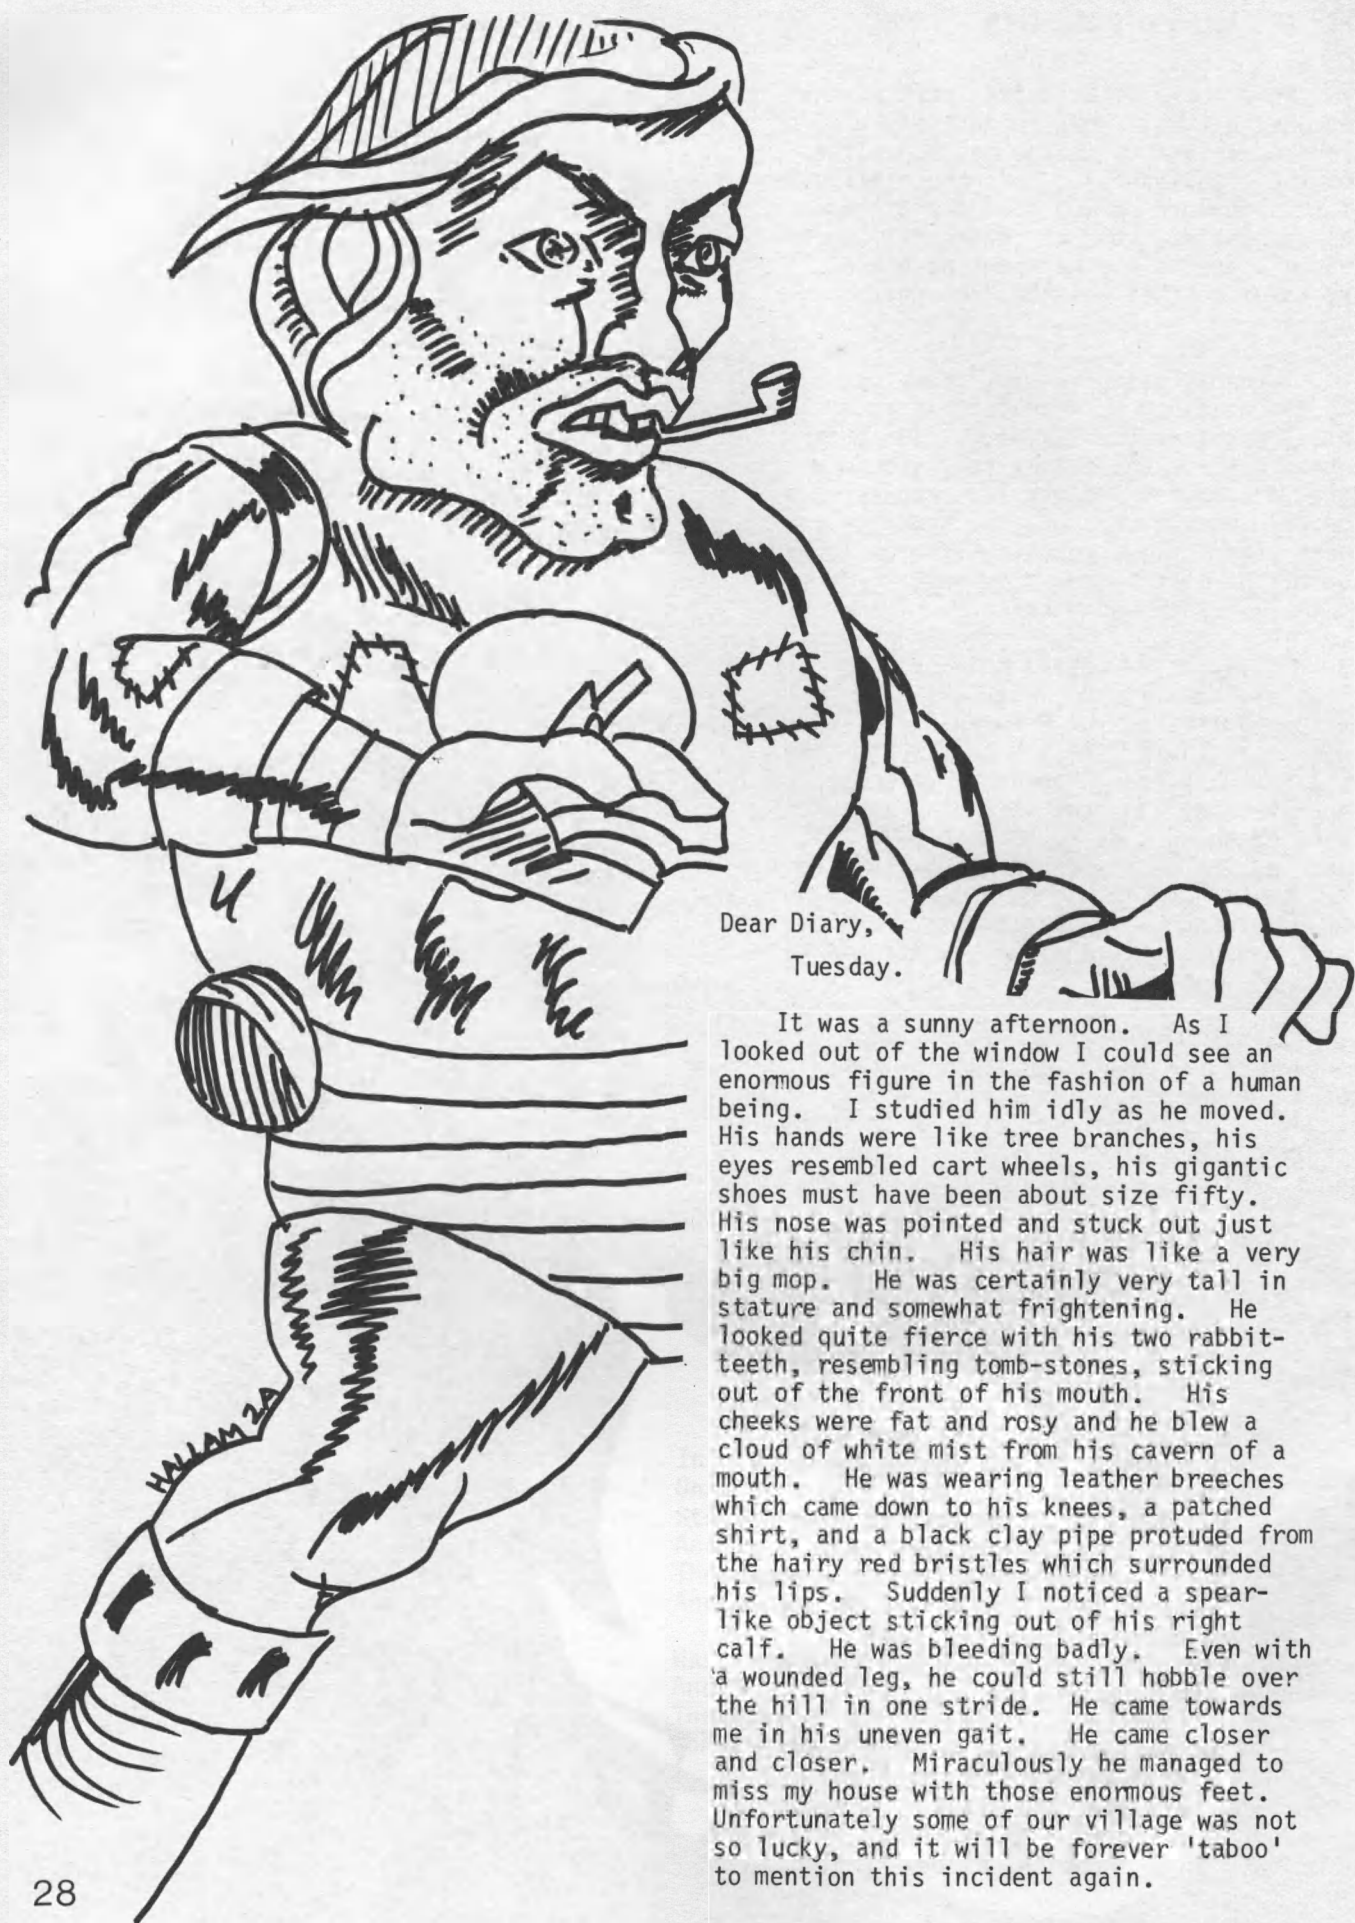 Dear Diary,
Tuesday.
It was a sunny afternoon. As I
looked out of the window I could see an
enormous figure in the fashion of a human
being. I studied him idly as he moved.
His hands were like tree branches, his
eyes resembled cart wheels, his gigantic
shoes must have been about size fifty.
His nose was pointed and stuck out just
like his chin. His hair was like a very
big mop. He was certainly very tall in
stature and somewhat frightening. He
looked quite fierce with his two rabbit-
teeth, resembling tomb-stones, sticking
out of the front of his mouth. His
cheeks were fat and rosy and he blew a
cloud of white mist from his cavern of a
mouth. He was wearing leather breeches
which came down to his knees, a patched
shirt, and a black clay pipe protuded from
the hairy red bristles which surrounded
his lips. Suddenly I noticed a spear-
like object sticking out of his right
calf. He was bleeding badly. Even with
a wounded leg, he could still hobble over
the hill in one stride. He came towards
me in his uneven gait. He came closer
and closer. Miraculously he managed to
miss my house with those enormous feet.
Unfortunately some of our village was not
so lucky, and it will be forever 'taboo'
to mention this incident again.
HALLAM 2A
28